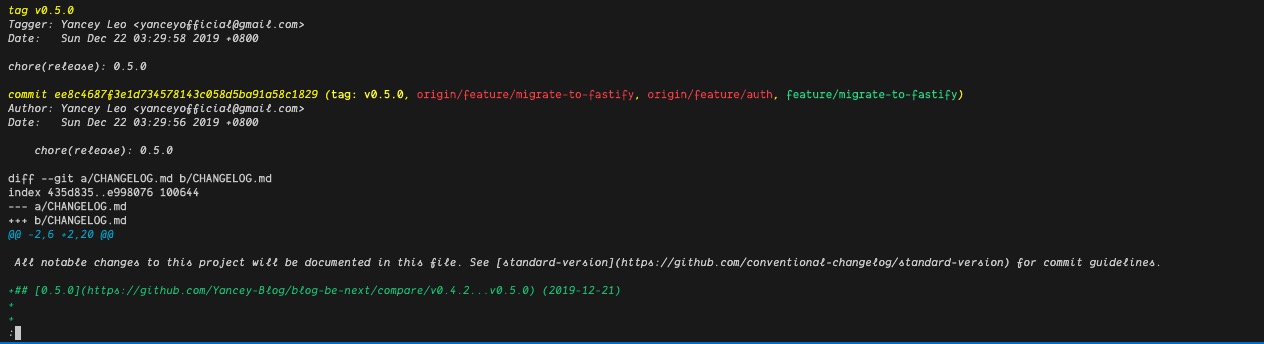 tag v0.5.0
Tagger: Yancey Leo <yanceyofficial@gmail.com>
Date:   Sun Dec 22 03:29:58 2019 +0800
chore(release): 0.5.0
commit ee8c4687f3e1d734578143c058d5ba91a58c1829 (tag: v0.5.0, origin/feature/migrate-to-fastify, origin/feature/auth, feature/migrate-to-fastify)
Author: Yancey Leo <yanceyofficial@gmail.com>
Date:   Sun Dec 22 03:29:56 2019 +0800
    chore(release): 0.5.0
diff --git a/CHANGELOG.md b/CHANGELOG.md
index 435d835..e998076 100644
--- a/CHANGELOG.md
+++ b/CHANGELOG.md
@@ -2,6 +2,20 @@
 All notable changes to this project will be documented in this file. See [standard-version](https://github.com/conventional-changelog/standard-version) for commit guidelines.
+## [0.5.0](https://github.com/Yancey-Blog/blog-be-next/compare/v0.4.2...v0.5.0) (2019-12-21)
+
+
: